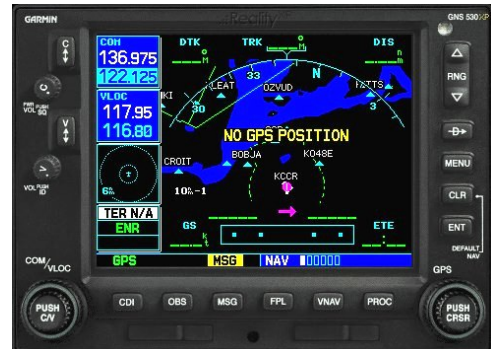 GARMIN
Reality
GNS 530XP
COM
136.975
122.125
VLOC
117.95
116.80
DTK
TRK
DIS
33
N
30
3
LEAT
OZVUD
NO GPS POSITION
CROIT
BOBJA
KO48E
KCCR
10
-1
TER N/A
ENR
GS
ETE
GPS
MSG
NAV
C
PWR
VOL
PUSH
SQ
V
VOL
PUSH
ID
COM/VLOC
PUSH
C/V
CDI
OBS
MSG
FPL
VNAV
PROC
RNG
D
MENU
CLR
ENT
DEFAULT
NAV
GPS
PUSH
CRSR